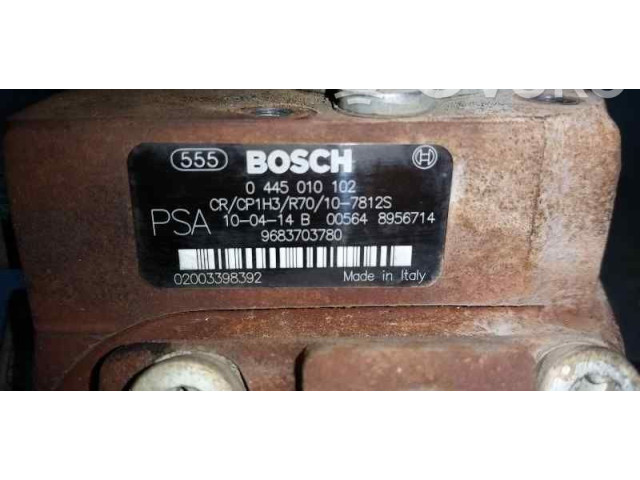 555 BOSCH
0 445 010 102
CR/CP1H3/R70/10-7812S
PSA 10-04-14 B 00564 8956714
9683703780
02003398392 Made in Italy